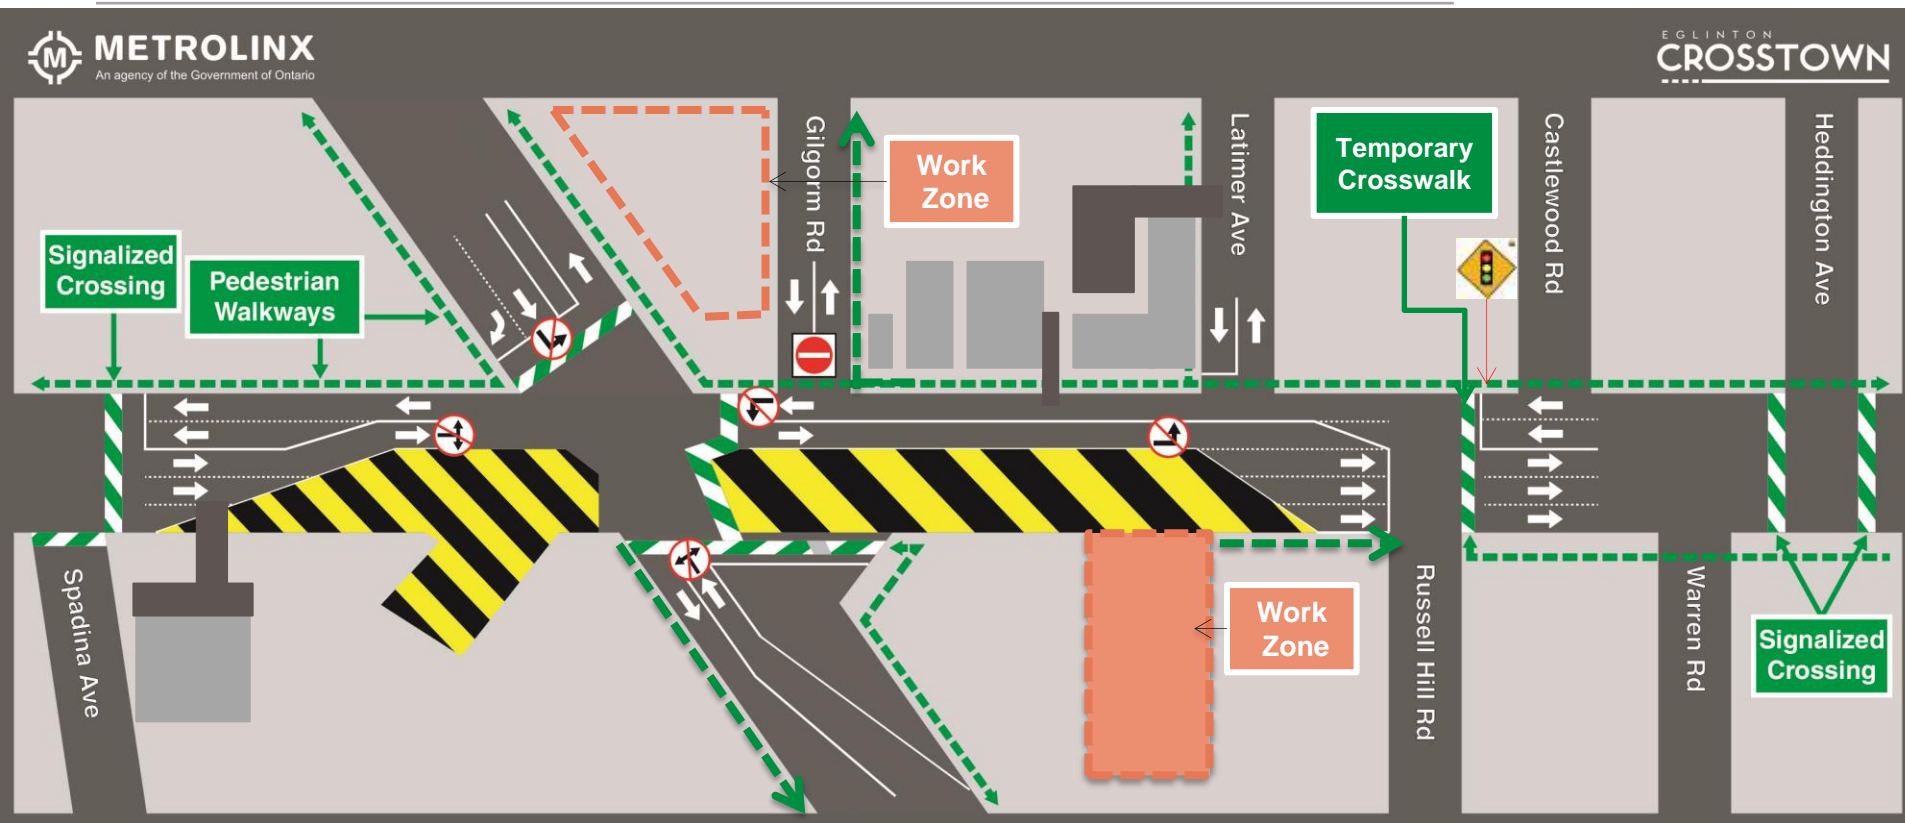 METROLINX
An agency of the Government of Ontario
EGLINTON
CROSSTOWN
Signalized
Crossing
Pedestrian
Walkways
Gilgorm Rd
Work
Zone
Latimer Ave
Temporary
Crosswalk
Castlewood Rd
Heddington Ave
Spadina Ave
Work
Zone
Russell Hill Rd
Warren Rd
Signalized
Crossing